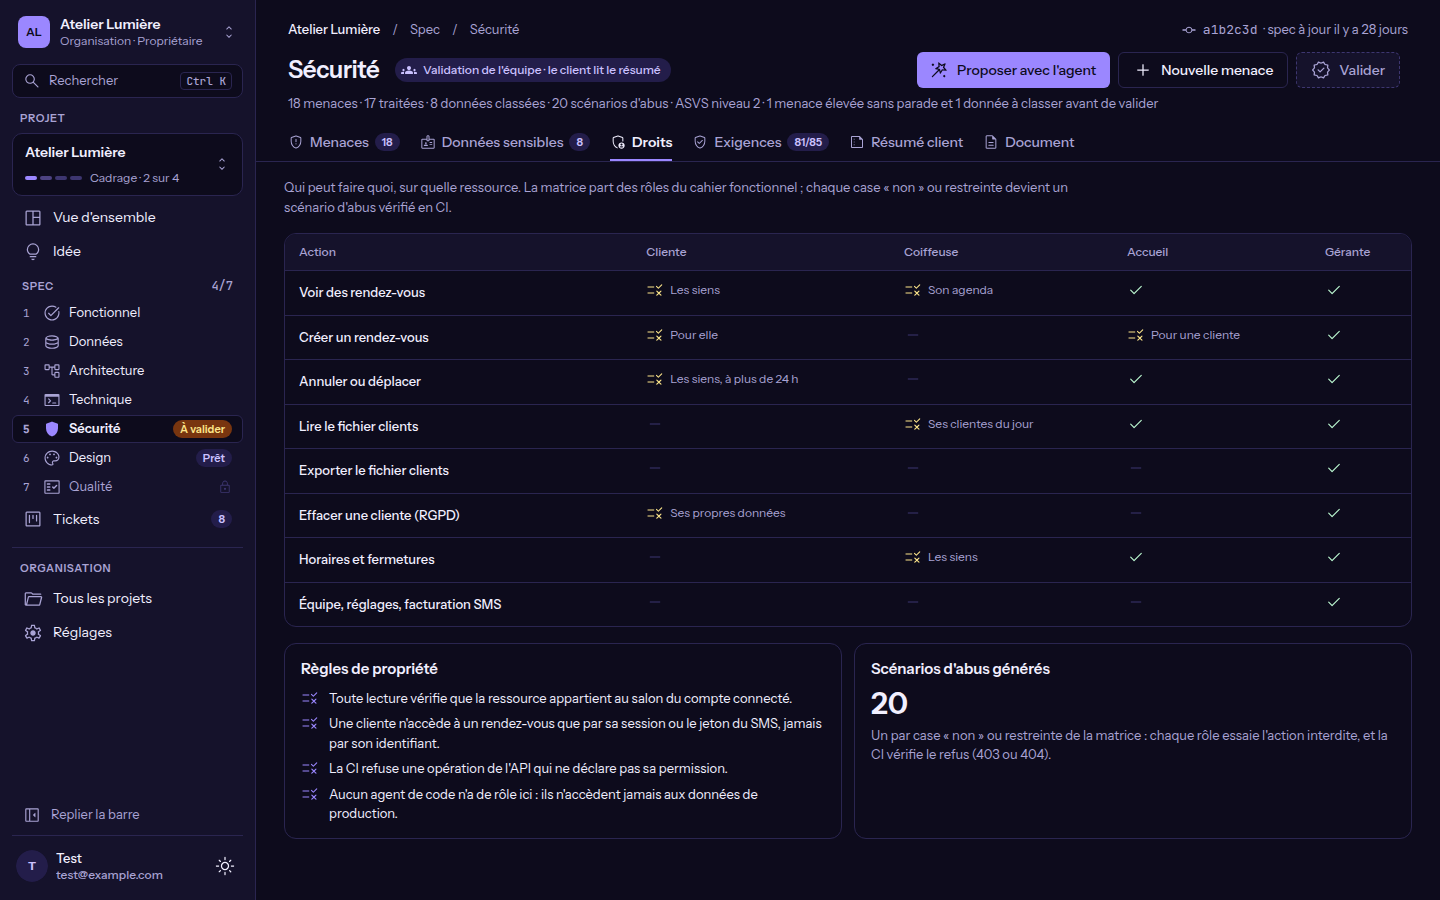 AL
Atelier Lumière
Organisation · Propriétaire
Rechercher
Ctrl K
PROJET
Atelier Lumière
Cadrage · 2 sur 4
Vue d'ensemble
Idée
SPEC 4/7
1 Fonctionnel
2 Données
3 Architecture
4 Technique
5 Sécurité À valider
6 Design Prêt
7 Qualité
Tickets 8
ORGANISATION
Tous les projets
Réglages
Replier la barre
T
Test
test@example.com
Atelier Lumière / Spec / Sécurité
a1b2c3d · spec à jour il y a 28 jours
Sécurité
Validation de l'équipe · le client lit le résumé
Proposer avec l'agent
Nouvelle menace
Valider
18 menaces · 17 traitées · 8 données classées · 20 scénarios d'abus · ASVS niveau 2 · 1 menace élevée sans parade et 1 donnée à classer avant de valider
Menaces 18
Données sensibles 8
Droits
Exigences 81/85
Résumé client
Document
Qui peut faire quoi, sur quelle ressource. La matrice part des rôles du cahier fonctionnel ; chaque case « non » ou restreinte devient un
scénario d'abus vérifié en CI.
Action Cliente Coiffeuse Accueil Gérante
Voir des rendez-vous Les siens Son agenda
Créer un rendez-vous Pour elle — Pour une cliente
Annuler ou déplacer Les siens, à plus de 24 h —
Lire le fichier clients — Ses clientes du jour
Exporter le fichier clients — — —
Effacer une cliente (RGPD) Ses propres données — —
Horaires et fermetures — Les siens
Équipe, réglages, facturation SMS — — —
Règles de propriété
Toute lecture vérifie que la ressource appartient au salon du compte connecté.
Une cliente n'accède à un rendez-vous que par sa session ou le jeton du SMS, jamais
par son identifiant.
La CI refuse une opération de l'API qui ne déclare pas sa permission.
Aucun agent de code n'a de rôle ici : ils n'accèdent jamais aux données de
production.
Scénarios d'abus générés
20
Un par case « non » ou restreinte de la matrice : chaque rôle essaie l'action interdite, et la
CI vérifie le refus (403 ou 404).